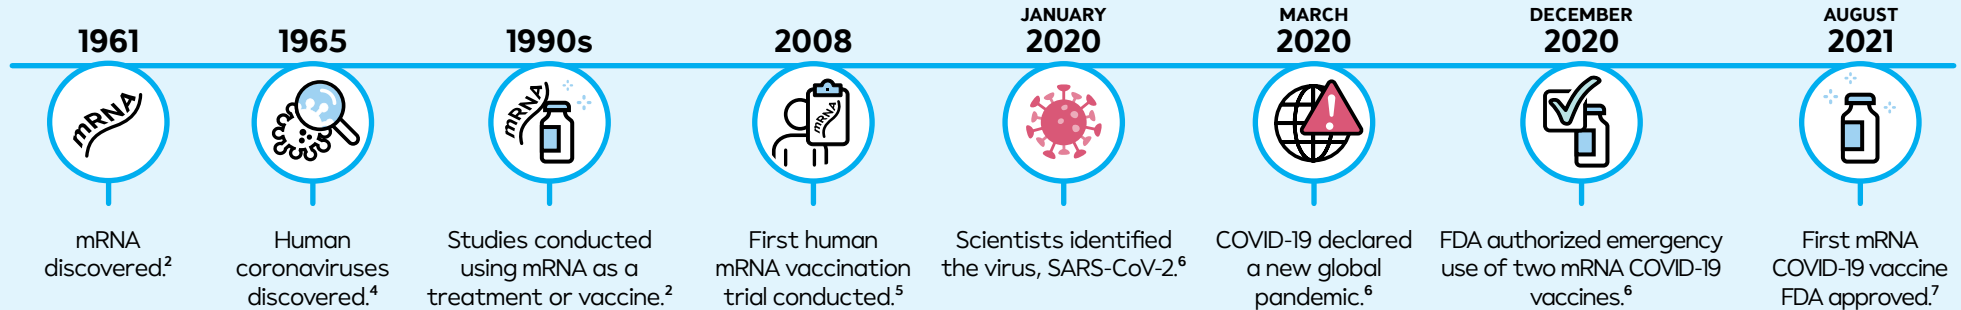 1961
mRNA
mRNA
discovered.²
1965
Human
coronaviruses
discovered.⁴
1990s
mRNA
Studies conducted
using mRNA as a
treatment or vaccine.²
2008
mRNA
First human
mRNA vaccination
trial conducted.⁵
JANUARY
2020
Scientists identified
the virus, SARS-CoV-2.⁶
MARCH
2020
COVID-19 declared
a new global
pandemic.⁶
DECEMBER
2020
FDA authorized emergency
use of two mRNA COVID-19
vaccines.⁶
AUGUST
2021
First mRNA
COVID-19 vaccine
FDA approved.⁷